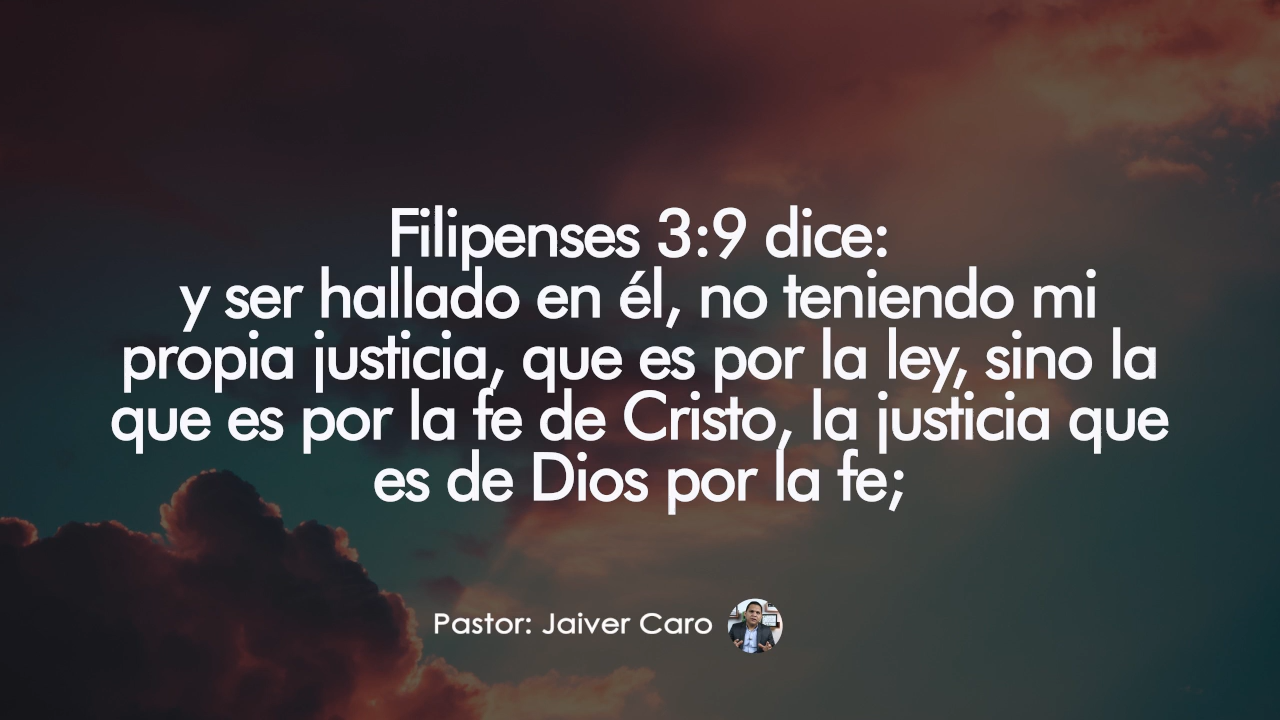 Filipenses 3:9 dice:
y ser hallado en él, no teniendo mi
propia justicia, que es por la ley, sino la
que es por la fe de Cristo, la justicia que
es de Dios por la fe;
Pastor: Jaiver Caro